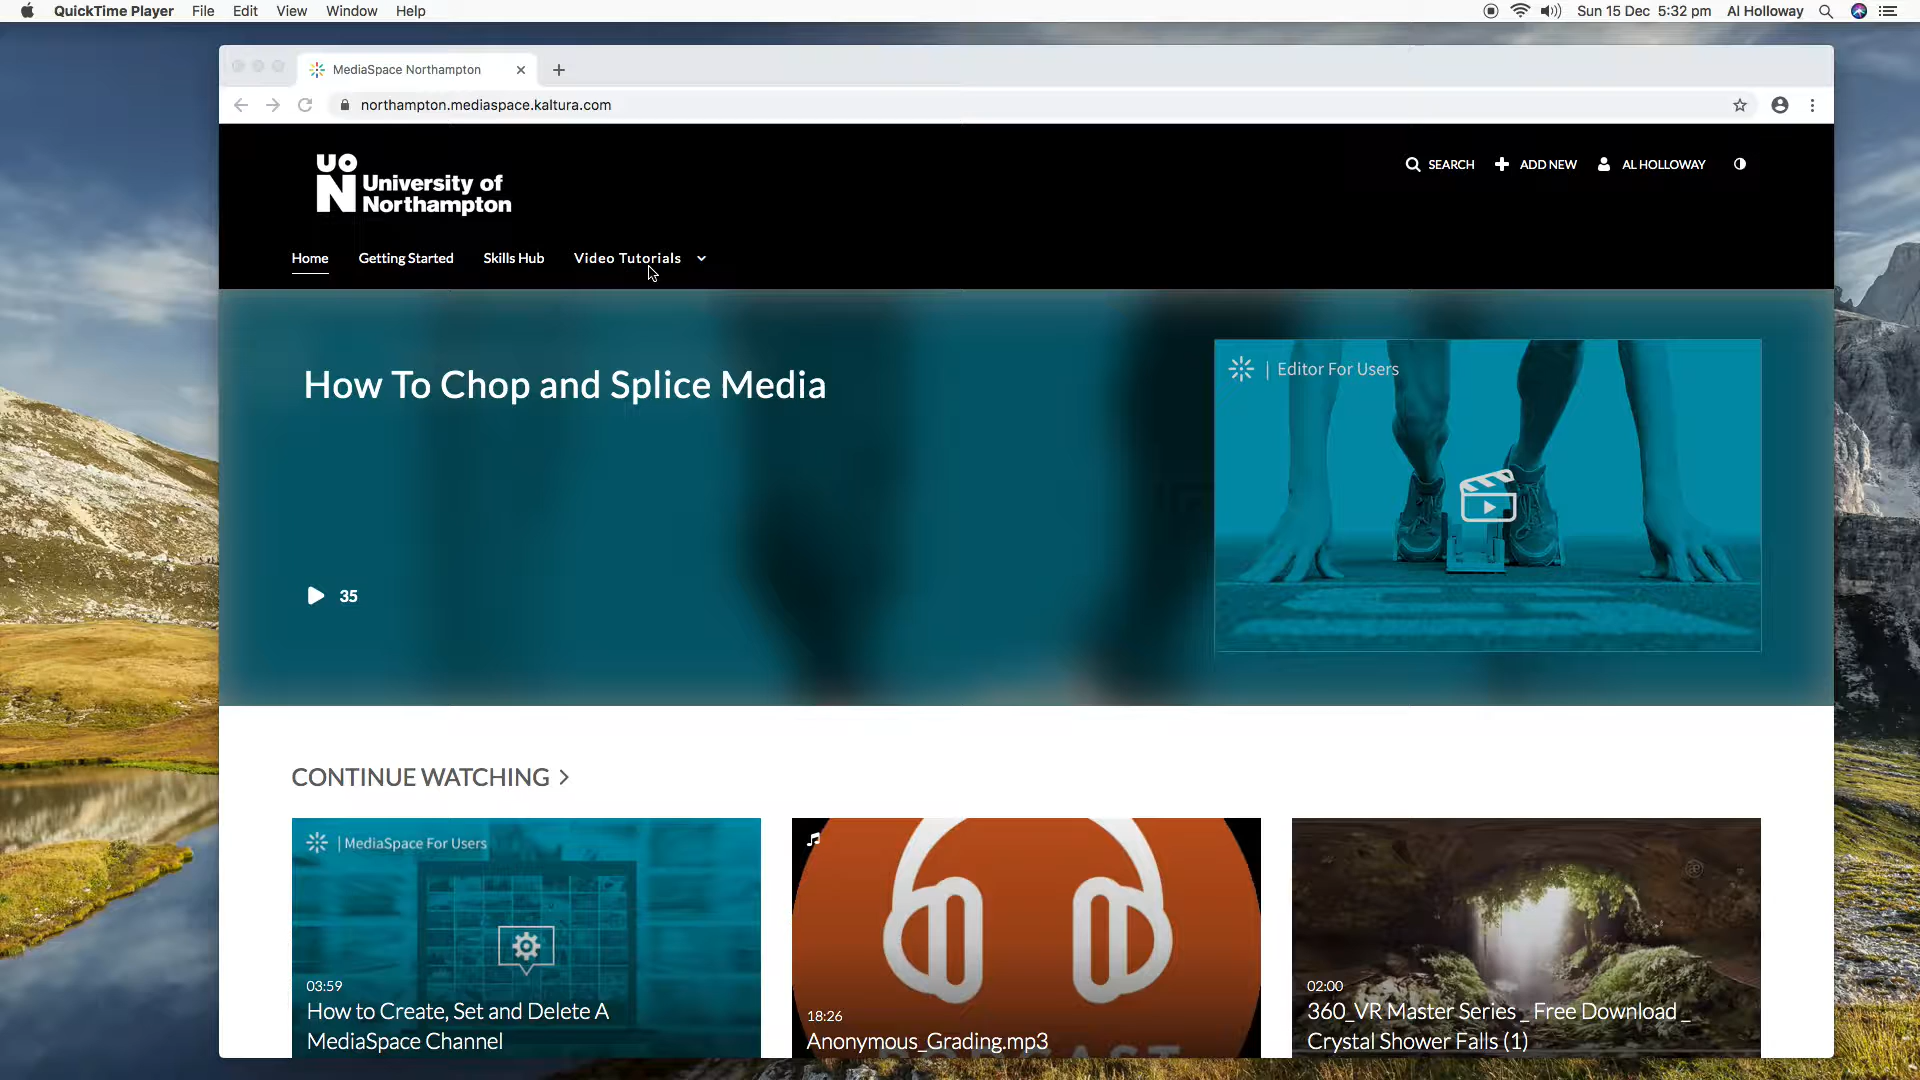 QuickTime Player File Edit View Window Help Sun 15 Dec 5:32 pm Al Holloway
MediaSpace Northampton
northampton.mediaspace.kaltura.com
UON University of
Northampton
SEARCH ADD NEW AL HOLLOWAY
Home Getting Started Skills Hub Video Tutorials
How To Chop and Splice Media
| Editor For Users
35
CONTINUE WATCHING >
| MediaSpace For Users
03:59
How to Create, Set and Delete A
MediaSpace Channel
18:26
Anonymous_Grading.mp3
02:00
360_VR Master Series _ Free Download _
Crystal Shower Falls (1)